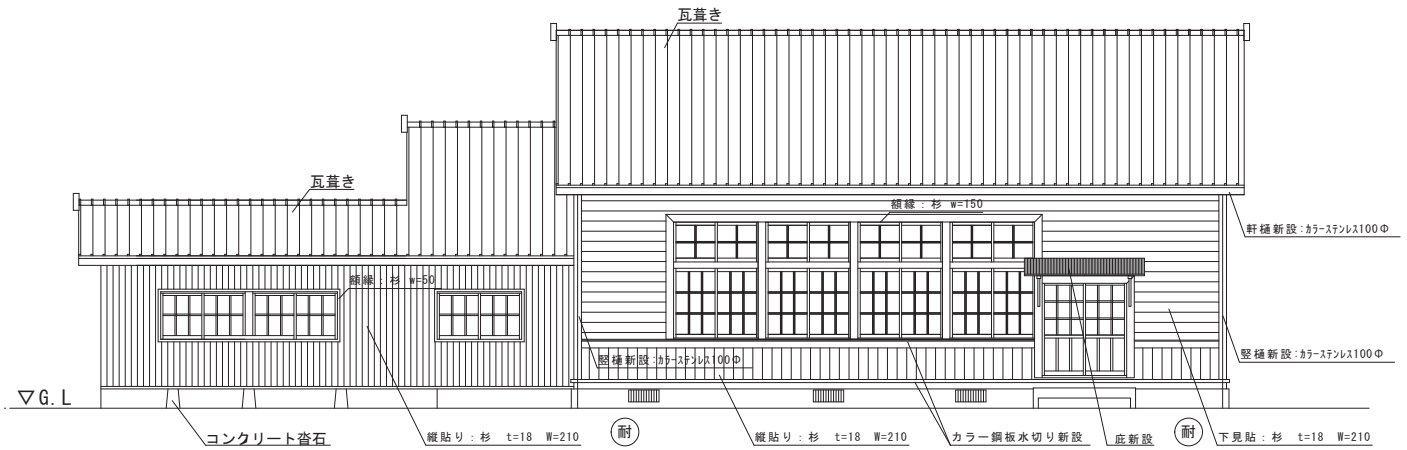 瓦葺き
瓦葺き
額縁：杉 w=150
軒樋新設：ｶﾗｰｽﾃﾝﾚｽ100Φ
額縁：杉 w=50
竪樋新設：ｶﾗｰｽﾃﾝﾚｽ100Φ
竪樋新設：ｶﾗｰｽﾃﾝﾚｽ100Φ
▽G.L
コンクリート沓石
縦貼り：杉 t=18 W=210
耐
縦貼り：杉 t=18 W=210
カラー鋼板水切り新設
庇新設
耐
下見貼：杉 t=18 W=210